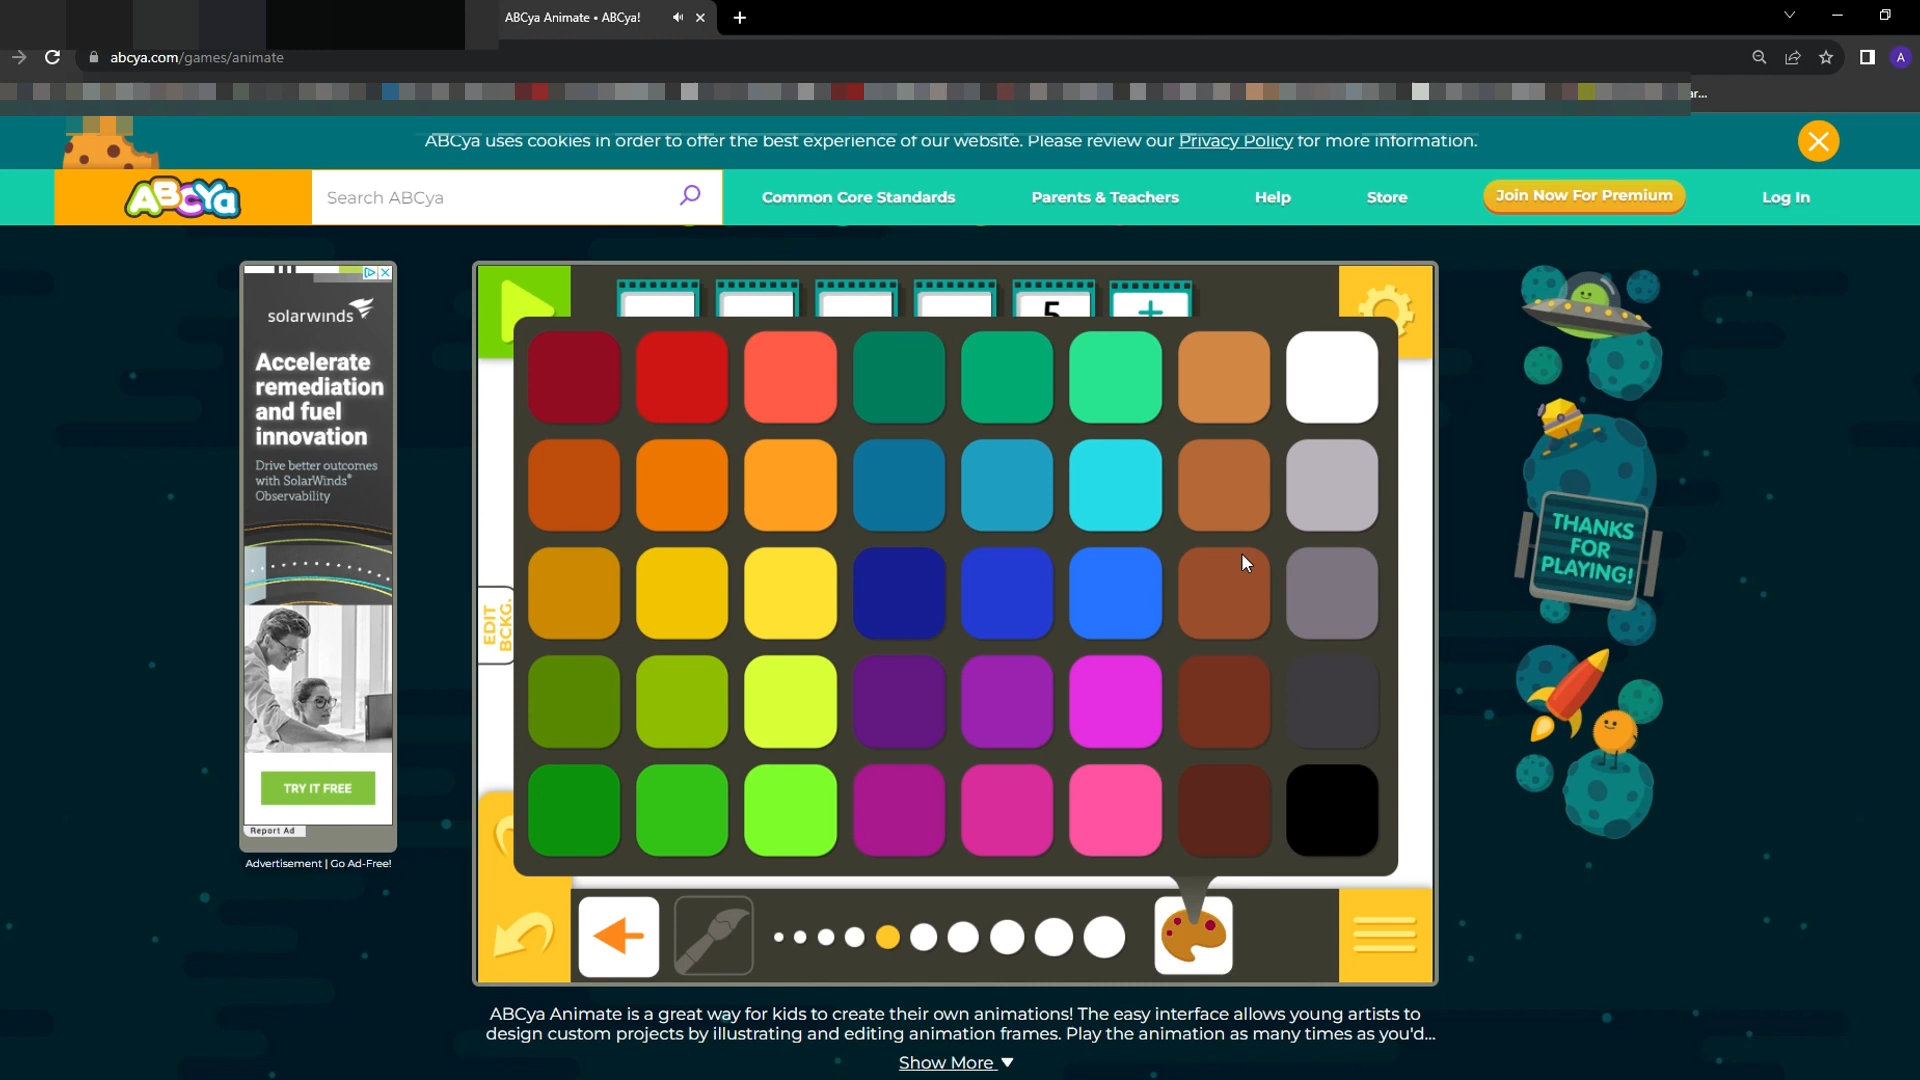 ABCya Animate • ABCya!
abcya.com/games/animate
ar...
ABCya uses cookies in order to offer the best experience of our website. Please review our Privacy Policy for more information.
ABCYa
Search ABCya
Common Core Standards
Parents & Teachers
Help
Store
Join Now For Premium
Log In
A
solarwinds
Accelerate
remediation
and fuel
innovation
Drive better outcomes
with SolarWinds®
Observability
TRY IT FREE
Report Ad
Advertisement | Go Ad-Free!
5
+
EDIT
BCKG.
THANKS
FOR
PLAYING!
ABCya Animate is a great way for kids to create their own animations! The easy interface allows young artists to
design custom projects by illustrating and editing animation frames. Play the animation as many times as you'd...
Show More ▼